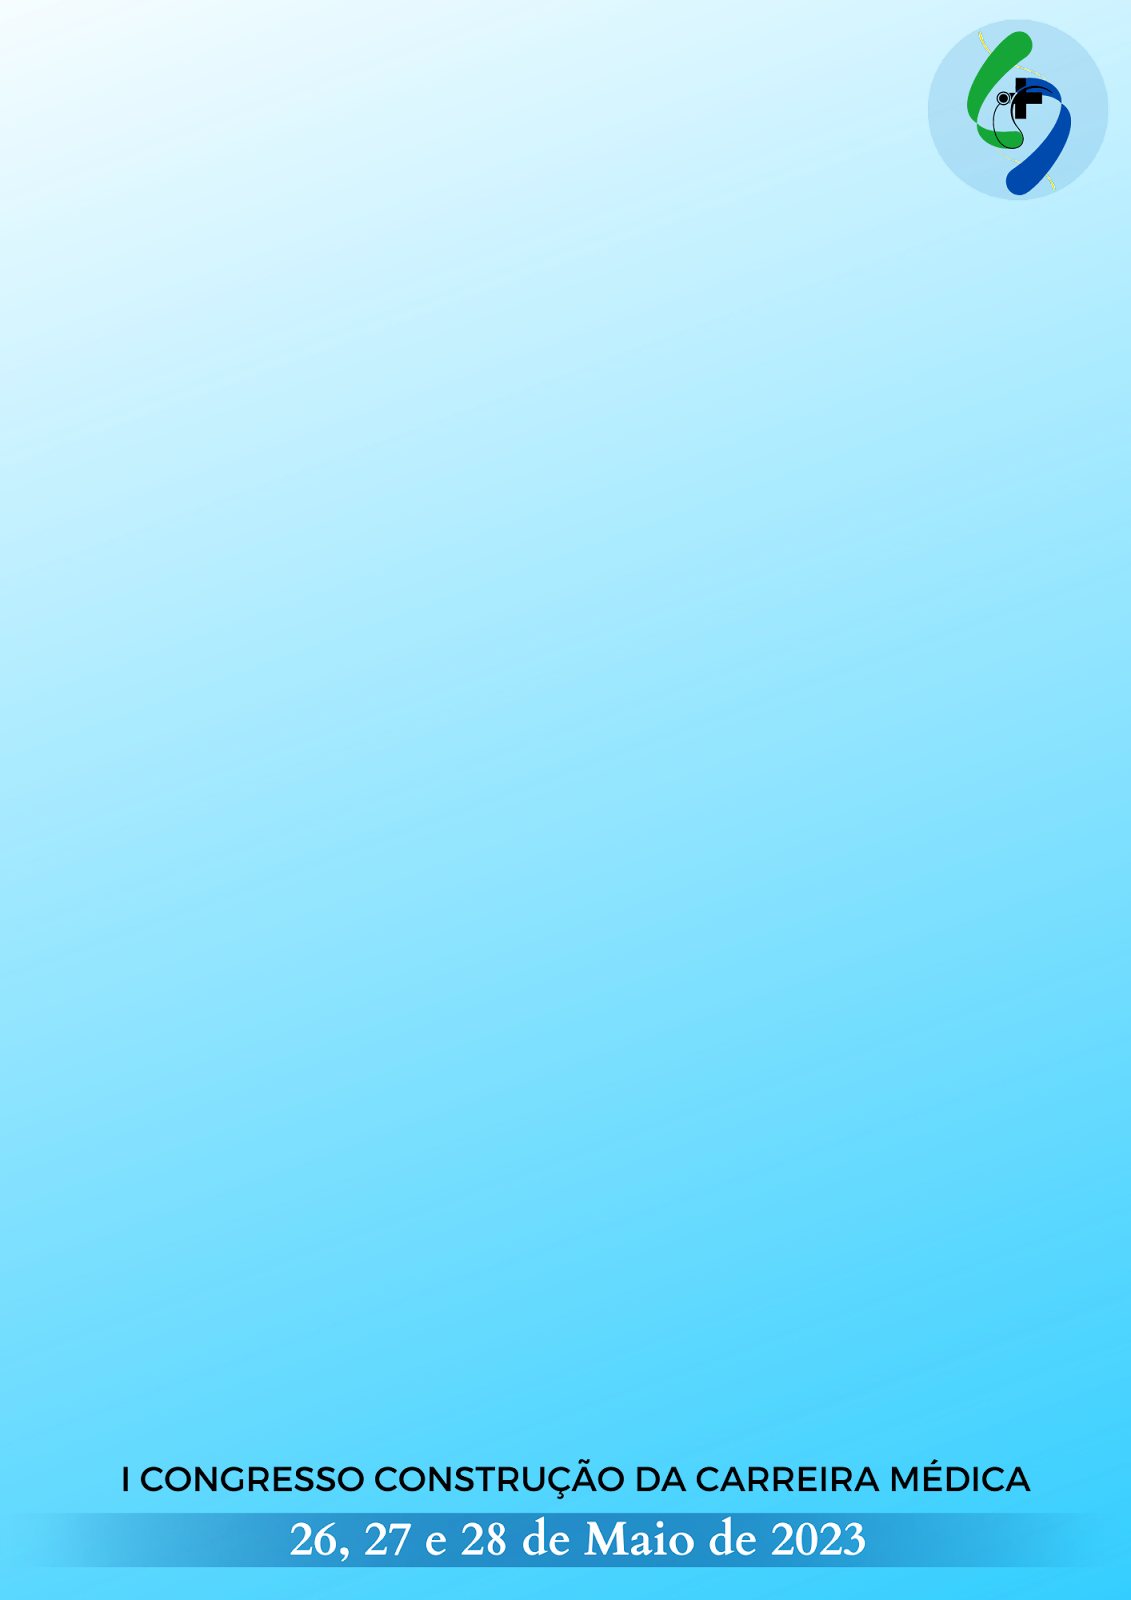 I CONGRESSO CONSTRUÇÃO DA CARREIRA MÉDICA
26, 27 e 28 de Maio de 2023